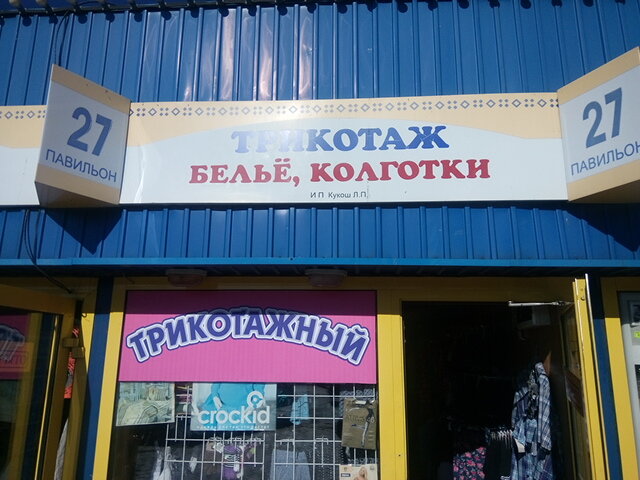 27
ПАВИЛЬОН
ТРИКОТАЖ
БЕЛЬЁ, КОЛГОТКИ
ИП Кукош Л.П.
27
ПАВИЛЬОН
ТРИКОТАЖНЫЙ
crockid